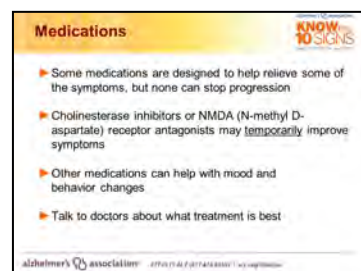 Medications
KNOW the
10 SIGNS
Some medications are designed to help relieve some of
the symptoms, but none can stop progression
Cholinesterase inhibitors or NMDA (N-methyl D-
aspartate) receptor antagonists may temporarily improve
symptoms
Other medications can help with mood and
behavior changes
Talk to doctors about what treatment is best
alzheimer's association